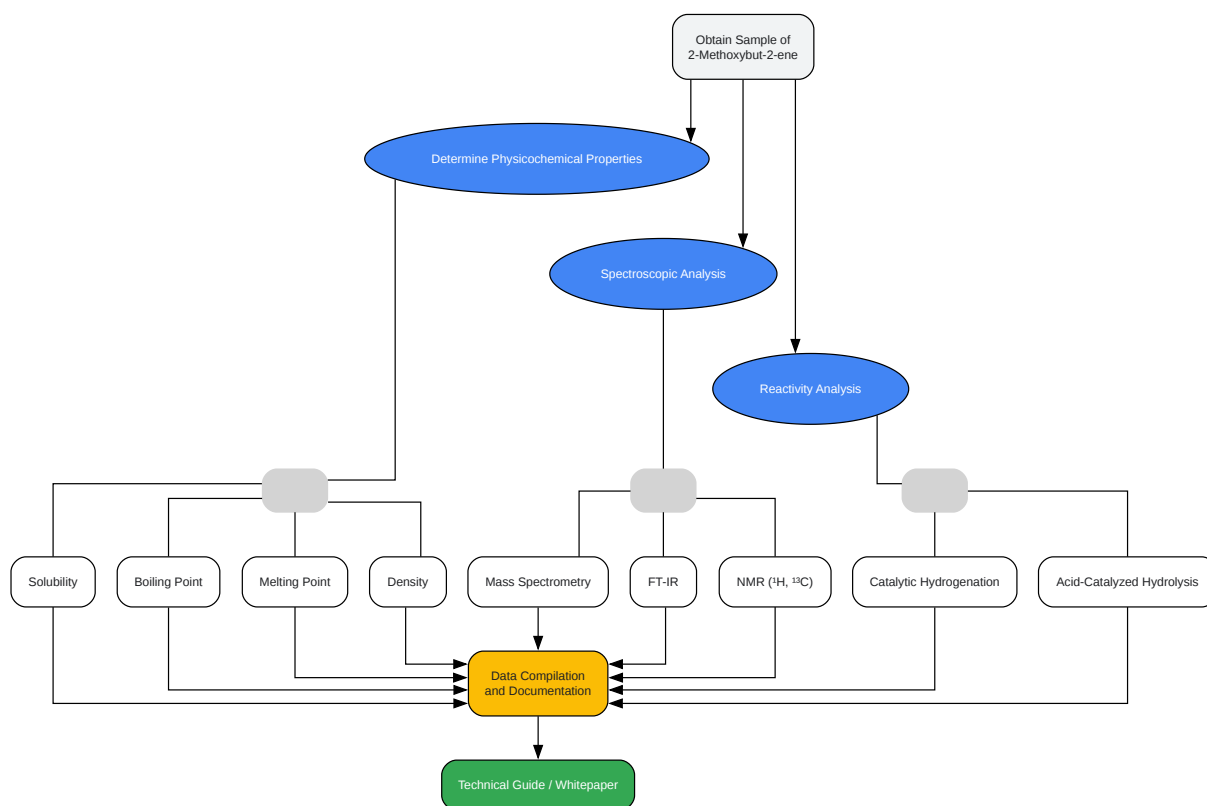 Obtain Sample of
2-Methoxybut-2-ene
Determine Physicochemical Properties
Spectroscopic Analysis
Reactivity Analysis
Solubility
Boiling Point
Melting Point
Density
Mass Spectrometry
FT-IR
NMR (¹H, ¹³C)
Catalytic Hydrogenation
Acid-Catalyzed Hydrolysis
Data Compilation
and Documentation
Technical Guide / Whitepaper